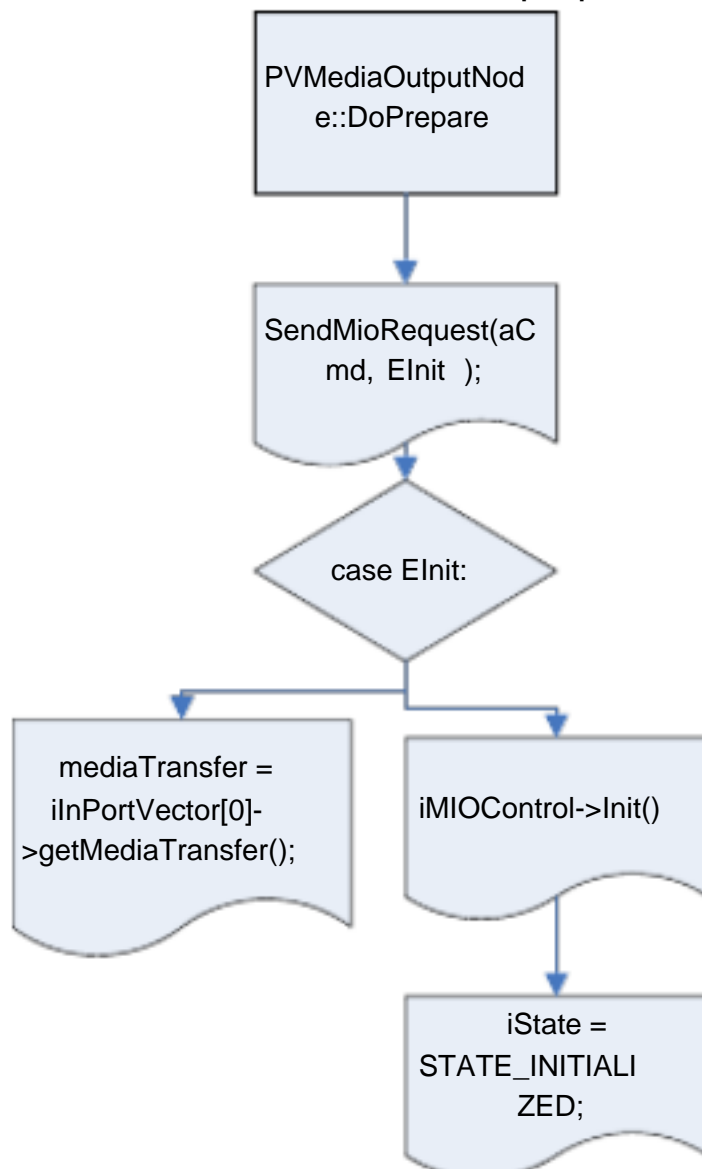 PVMediaOutputNod
e::DoPrepare
SendMioRequest(aC
md, EInit );
case EInit:
mediaTransfer =
iInPortVector[0]-
>getMediaTransfer();
iMIOControl->Init()
iState =
STATE_INITIALI
ZED;